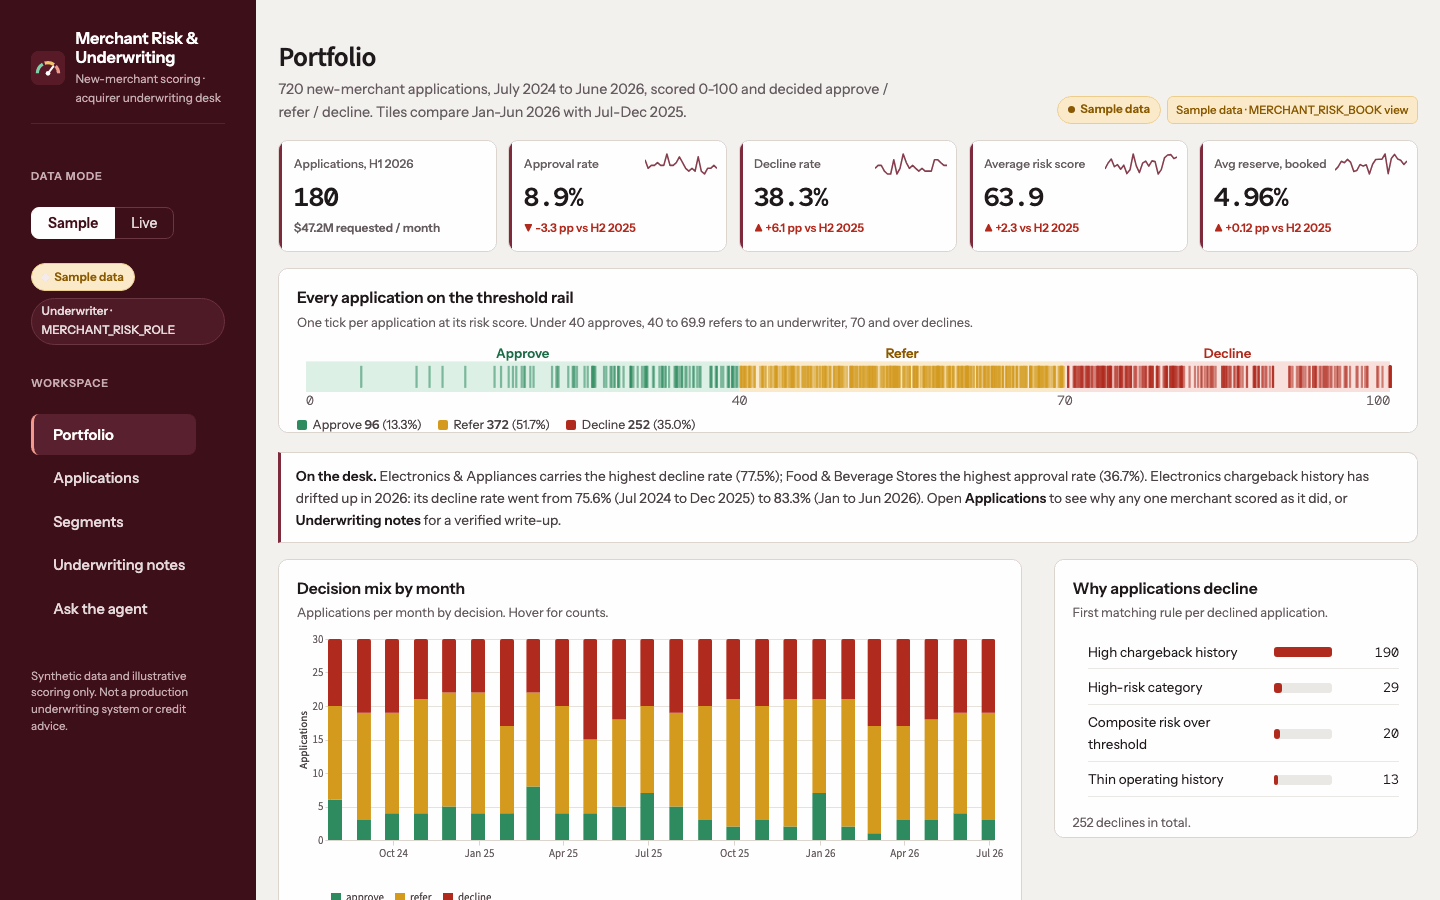 Merchant Risk &
Underwriting
New-merchant scoring ·
acquirer underwriting desk
DATA MODE
Sample
Live
Sample data
Underwriter ·
MERCHANT_RISK_ROLE
WORKSPACE
Portfolio
Applications
Segments
Underwriting notes
Ask the agent
Synthetic data and illustrative
scoring only. Not a production
underwriting system or credit
advice.
Portfolio
720 new-merchant applications, July 2024 to June 2026, scored 0-100 and decided approve /
refer / decline. Tiles compare Jan-Jun 2026 with Jul-Dec 2025.
Sample data
Sample data · MERCHANT_RISK_BOOK view
Applications, H1 2026
180
$47.2M requested / month
Approval rate
8.9%
▼ -3.3 pp vs H2 2025
Decline rate
38.3%
▲ +6.1 pp vs H2 2025
Average risk score
63.9
▲ +2.3 vs H2 2025
Avg reserve, booked
4.96%
▲ +0.12 pp vs H2 2025
Every application on the threshold rail
One tick per application at its risk score. Under 40 approves, 40 to 69.9 refers to an underwriter, 70 and over declines.
Approve Refer Decline
0 40 70 100
Approve 96 (13.3%) Refer 372 (51.7%) Decline 252 (35.0%)
On the desk. Electronics & Appliances carries the highest decline rate (77.5%); Food & Beverage Stores the highest approval rate (36.7%). Electronics chargeback history has
drifted up in 2026: its decline rate went from 75.6% (Jul 2024 to Dec 2025) to 83.3% (Jan to Jun 2026). Open Applications to see why any one merchant scored as it did, or
Underwriting notes for a verified write-up.
Decision mix by month
Applications per month by decision. Hover for counts.
Applications
30
25
20
15
10
5
0
Oct 24 Jan 25 Apr 25 Jul 25 Oct 25 Jan 26 Apr 26 Jul 26
approve refer decline
Why applications decline
First matching rule per declined application.
High chargeback history 190
High-risk category 29
Composite risk over
threshold 20
Thin operating history 13
252 declines in total.